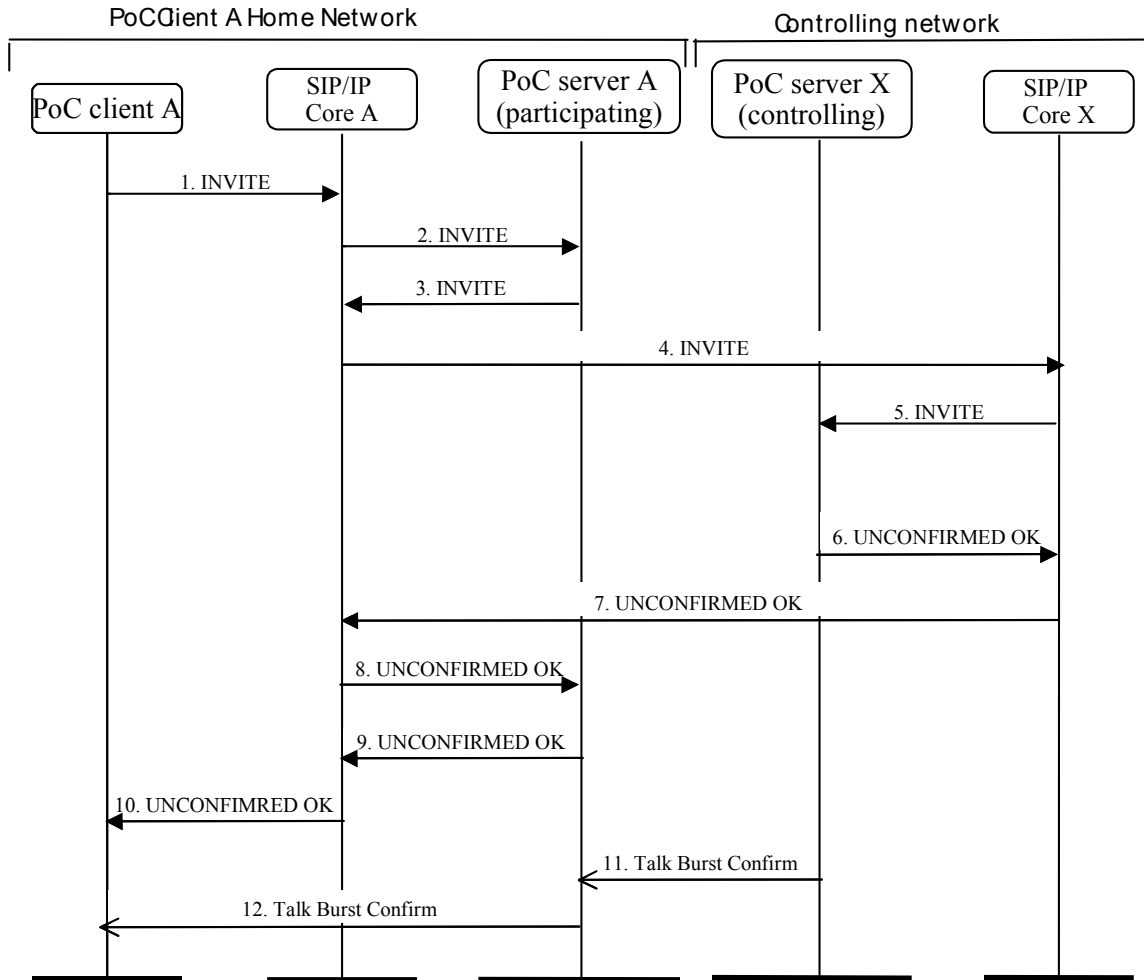 PoCClient A Home Network
Controlling network
PoC client A
SIP/IP
Core A
PoC server A
(participating)
PoC server X
(controlling)
SIP/IP
Core X
1. INVITE
2. INVITE
3. INVITE
4. INVITE
5. INVITE
6. UNCONFIRMED OK
7. UNCONFIRMED OK
8. UNCONFIRMED OK
9. UNCONFIRMED OK
10. UNCONFIMRED OK
11. Talk Burst Confirm
12. Talk Burst Confirm